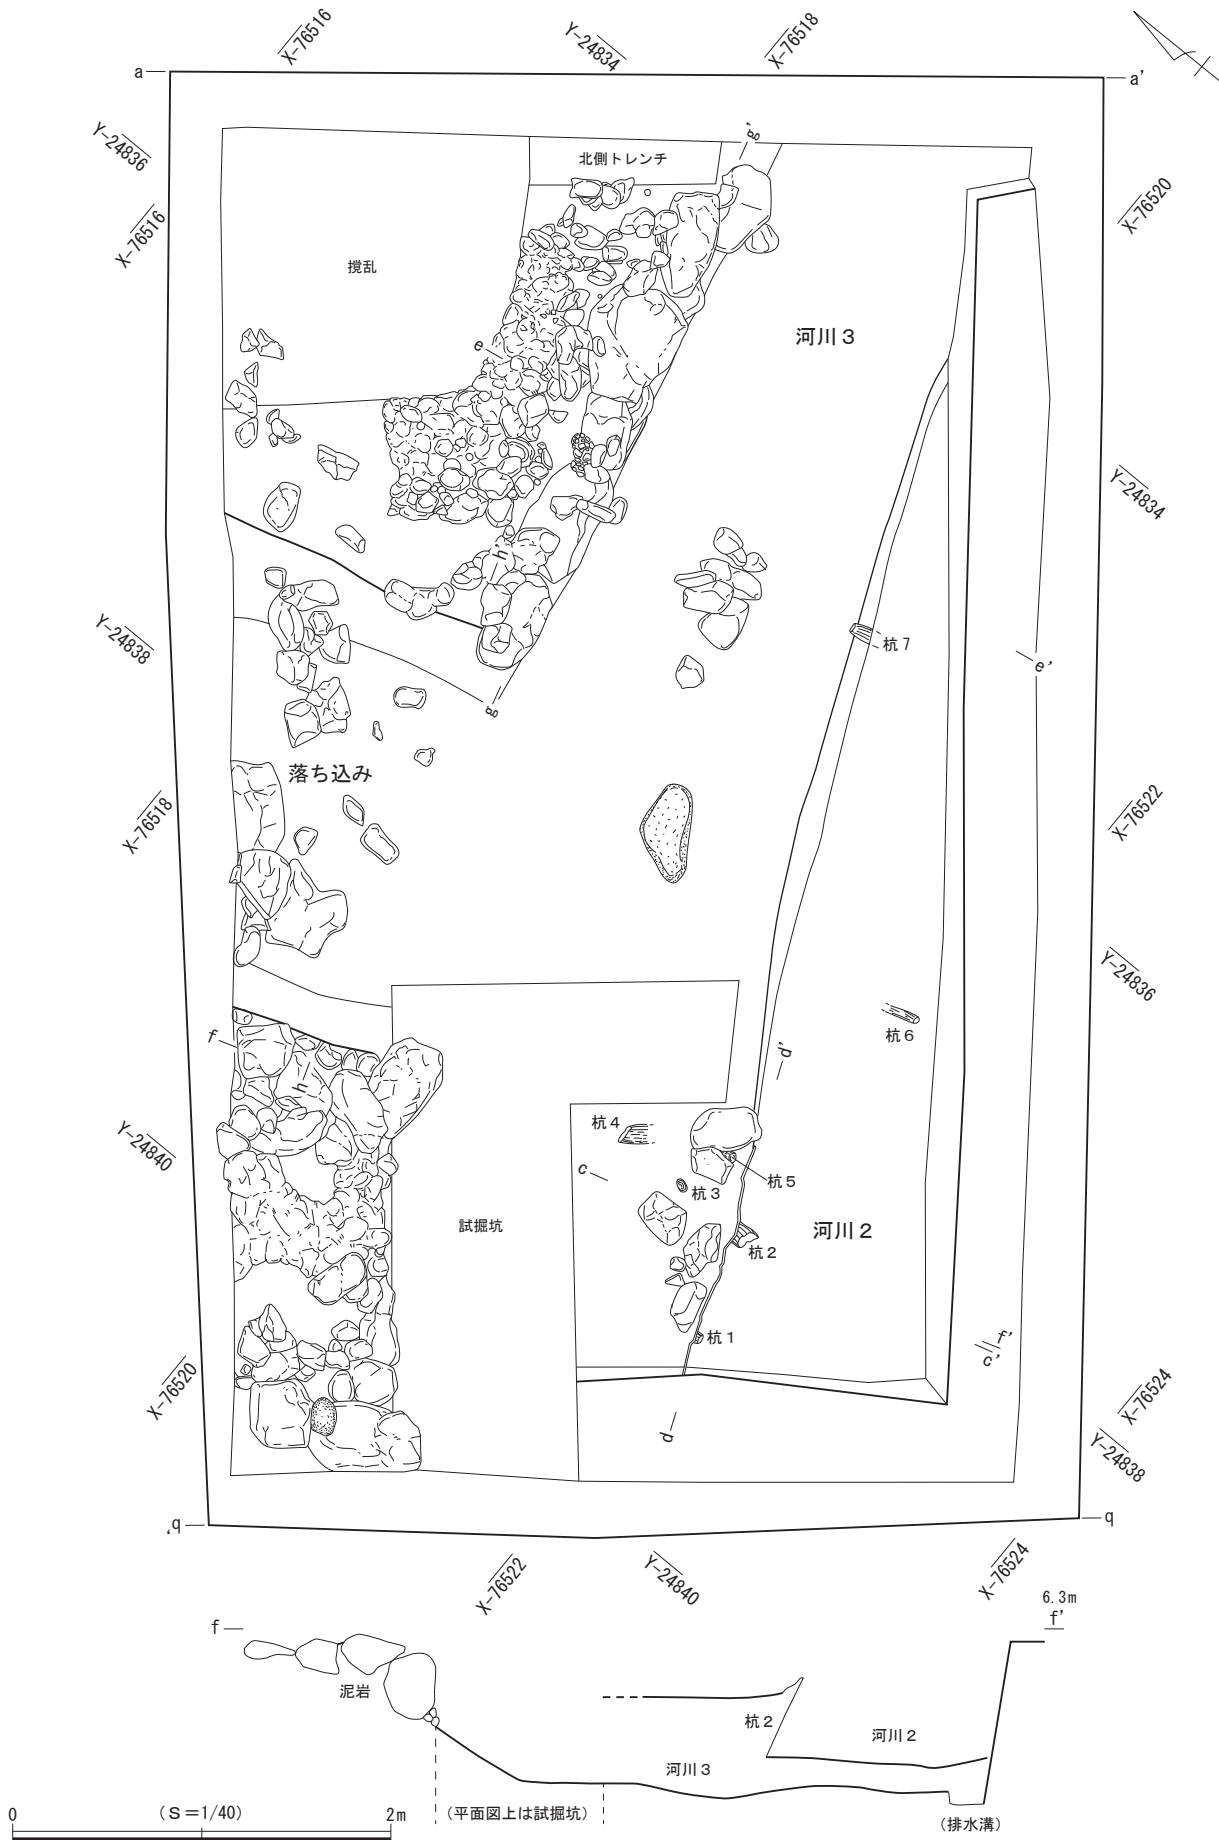 X-76516
Y-24834
X-76518
a
a'
Y-24836
北側トレンチ
g'
X-76516
X-76520
撹乱
河川3
e
Y-24834
h'
杭7
e'
Y-24838
g
落ち込み
X-76518
X-76522
Y-24836
f
杭6
h
d'
杭4
Y-24840
c
杭5
杭3
試掘坑
河川2
杭2
杭1
f'
c'
X-76520
X-76524
d
Y-24838
b'
b
X-76522
Y-24840
X-76524
6.3m
f
f'
泥岩
杭2
河川2
河川3
0
(S=1/40)
2m
(平面図上は試掘坑)
(排水溝)